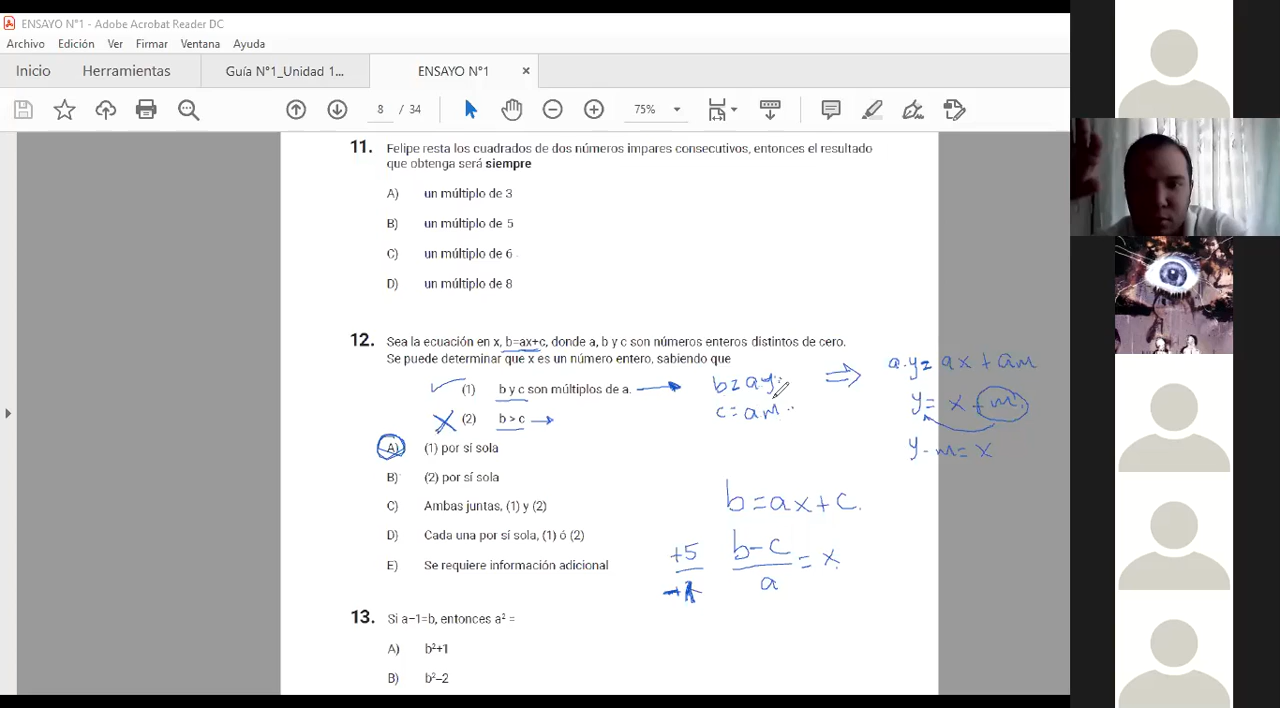 ENSAYO N°1 - Adobe Acrobat Reader DC
Archivo Edición Ver Firmar Ventana Ayuda
Inicio Herramientas Guía N°1_Unidad 1... ENSAYO N°1 ×
8 / 34 75%
11. Felipe resta los cuadrados de dos números impares consecutivos, entonces el resultado
que obtenga será siempre
A) un múltiplo de 3
B) un múltiplo de 5
C) un múltiplo de 6
D) un múltiplo de 8
12. Sea la ecuación en x, b=ax+c, donde a, b y c son números enteros distintos de cero.
Se puede determinar que x es un número entero, sabiendo que
(1) b y c son múltiplos de a.
(2) b > c
A) (1) por sí sola
B) (2) por sí sola
C) Ambas juntas, (1) y (2)
D) Cada una por sí sola, (1) ó (2)
E) Se requiere información adicional
b = ay
c = am
⇒ a·y = ax + am
y = x + m
y - m = x
b = ax + c
+5
b - c
= x
a
13. Si a−1=b, entonces a² =
A) b²+1
B) b²−2